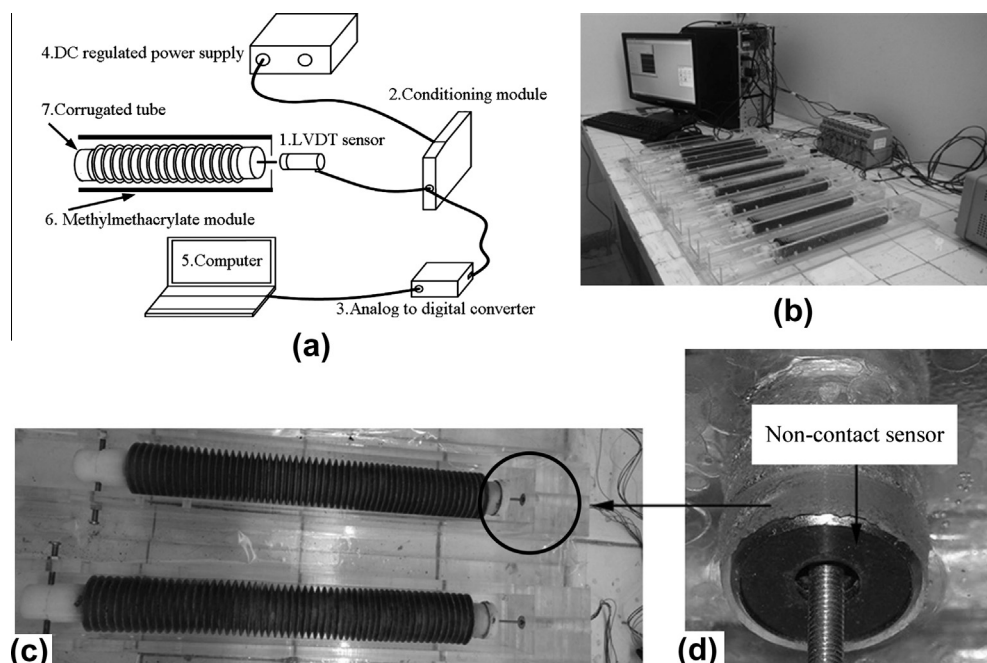 4.DC regulated power supply
2.Conditioning module
7.Corrugated tube
1.LVDT sensor
6. Methylmethacrylate module
5.Computer
3.Analog to digital converter
(a)
(b)
Non-contact sensor
(c)
(d)